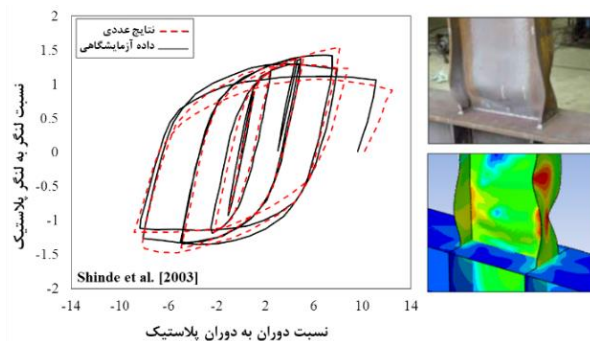 نتایج عددی
داده آزمایشگاهی
نسبت لنگر به لنگر پلاستیک
2
1.5
1
0.5
0
-0.5
-1
-1.5
-2
Shinde et al. [2003]
-14 -10 -6 -2 2 6 10 14
نسبت دوران به دوران پلاستیک